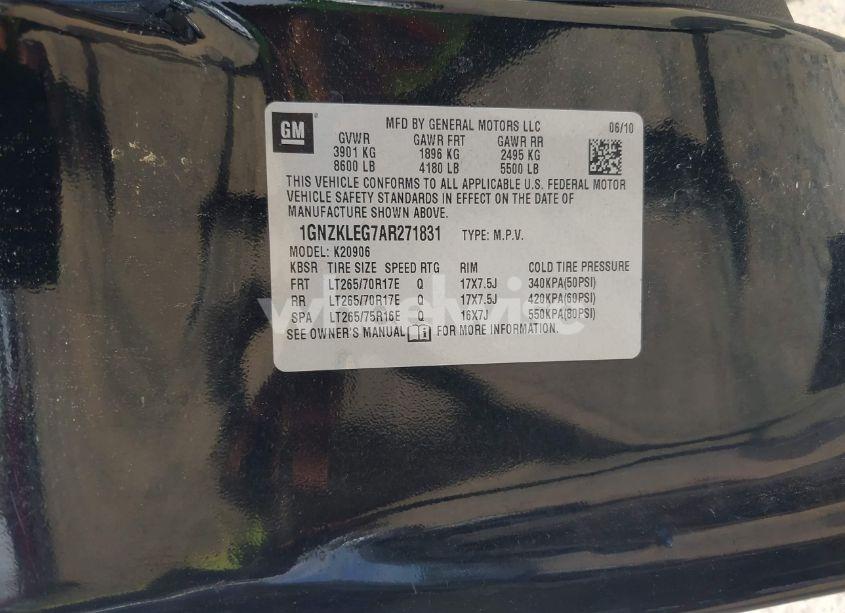 GM
MFD BY GENERAL MOTORS LLC 06/10
GVWR GAWR FRT GAWR RR
3901 KG 1896 KG 2495 KG
8600 LB 4180 LB 5500 LB
THIS VEHICLE CONFORMS TO ALL APPLICABLE U.S. FEDERAL MOTOR
VEHICLE SAFETY STANDARDS IN EFFECT ON THE DATE OF
MANUFACTURE SHOWN ABOVE.
1GNZKLEG7AR271831 TYPE: M.P.V.
MODEL: K20906
KBSR TIRE SIZE SPEED RTG RIM COLD TIRE PRESSURE
FRT LT265/70R17E Q 17X7.5J 340KPA(50PSI)
RR LT265/70R17E Q 17X7.5J 420KPA(60PSI)
SPA LT265/75R16E Q 16X7J 550KPA(80PSI)
SEE OWNER'S MANUAL FOR MORE INFORMATION.